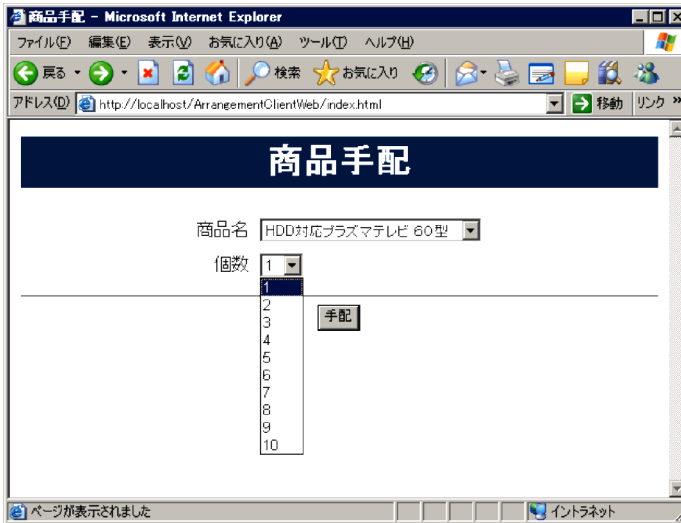 商品手配 - Microsoft Internet Explorer
ファイル(F) 編集(E) 表示(V) お気に入り(A) ツール(T) ヘルプ(H)
戻る 検索 お気に入り
アドレス(D) http://localhost/ArrangementClientWeb/index.html 移動 リンク »
商品手配
商品名 HDD対応プラズマテレビ 60型
個数 1
1
2
手配
3
4
5
6
7
8
9
10
ページが表示されました イントラネット